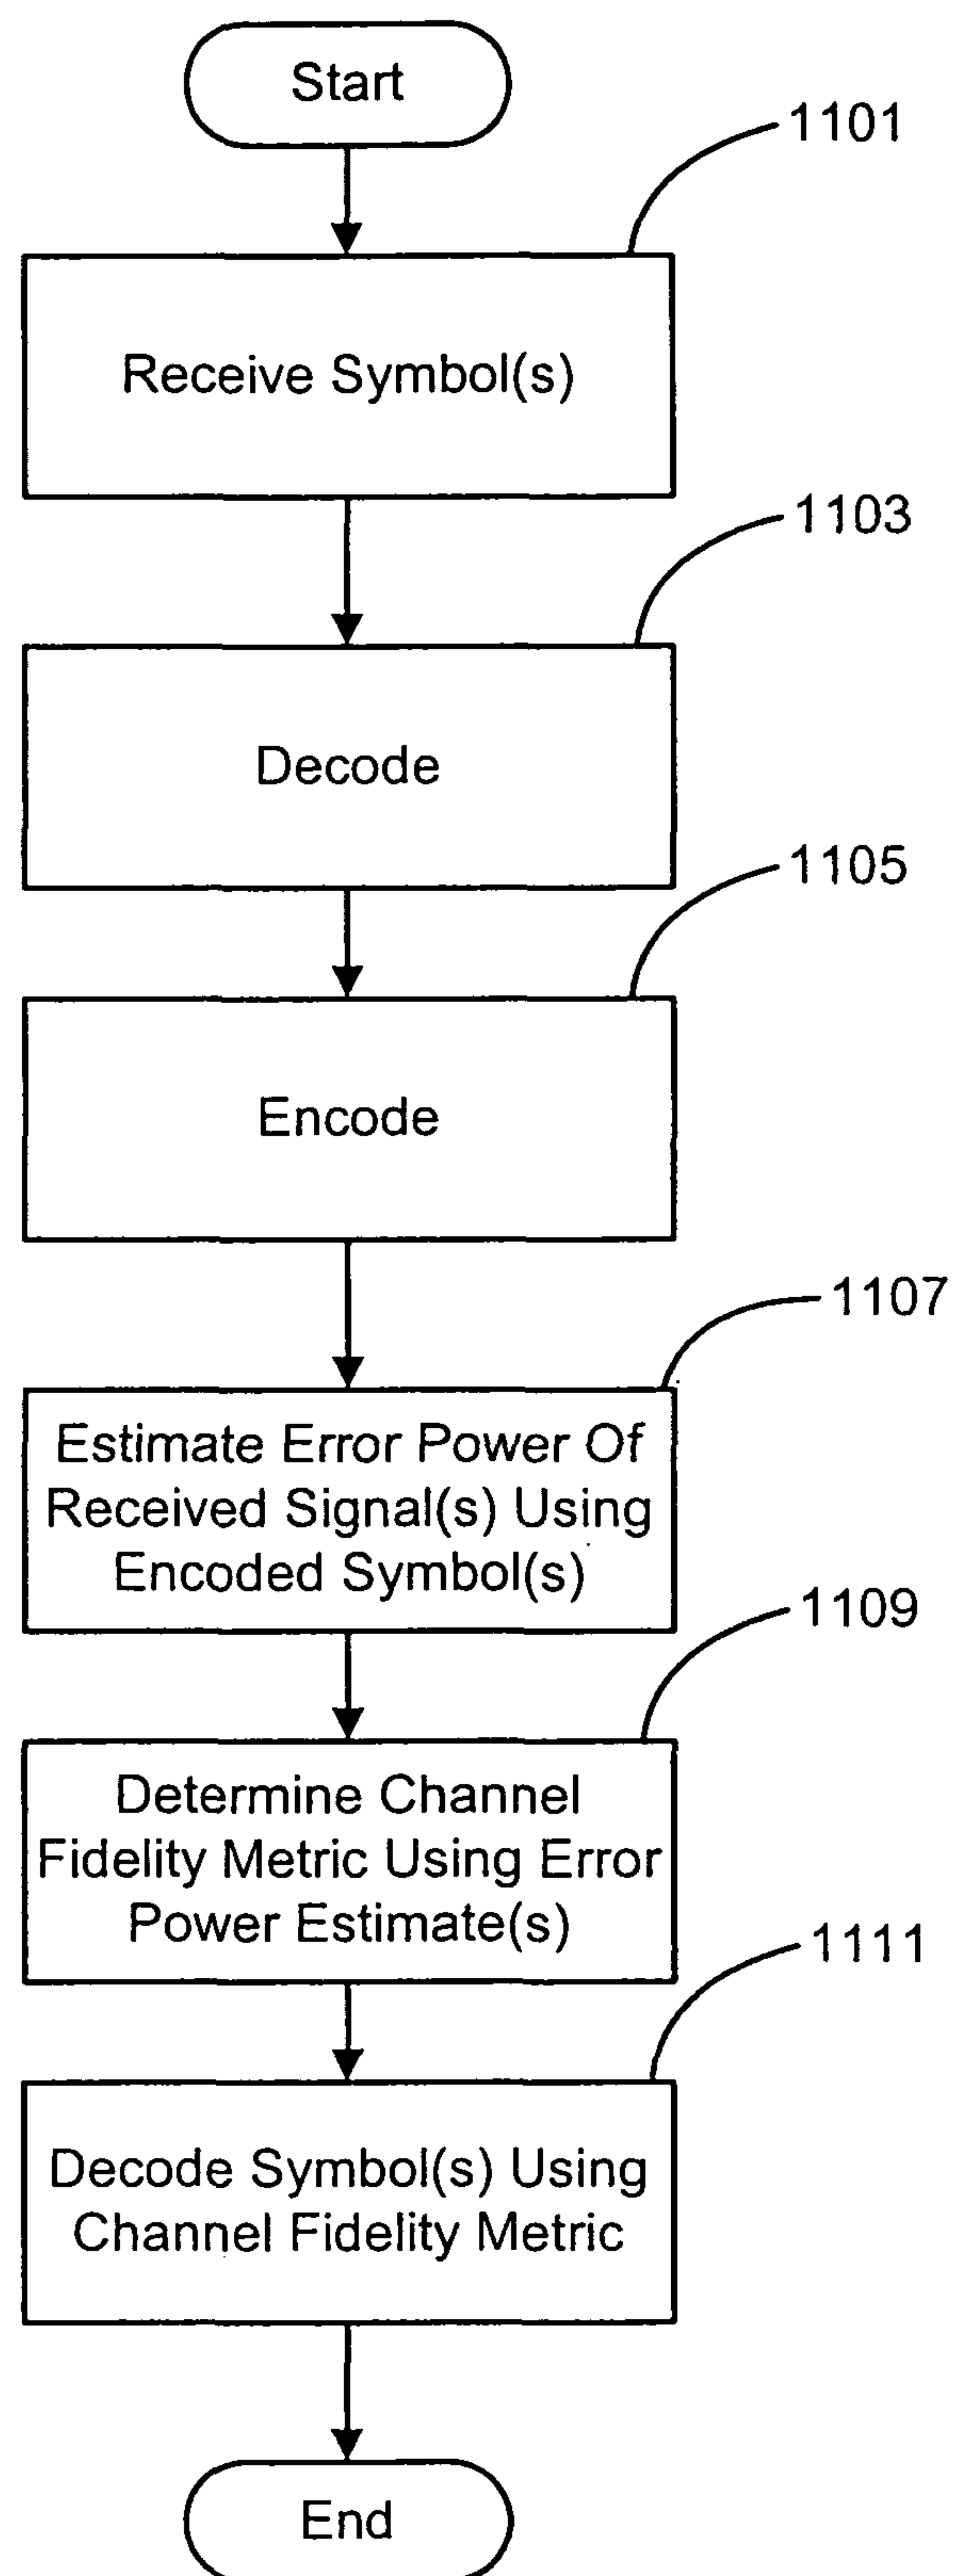 Start
1101
Receive Symbol(s)
1103
Decode
1105
Encode
1107
Estimate Error Power Of
Received Signal(s) Using
Encoded Symbol(s)
1109
Determine Channel
Fidelity Metric Using Error
Power Estimate(s)
1111
Decode Symbol(s) Using
Channel Fidelity Metric
End